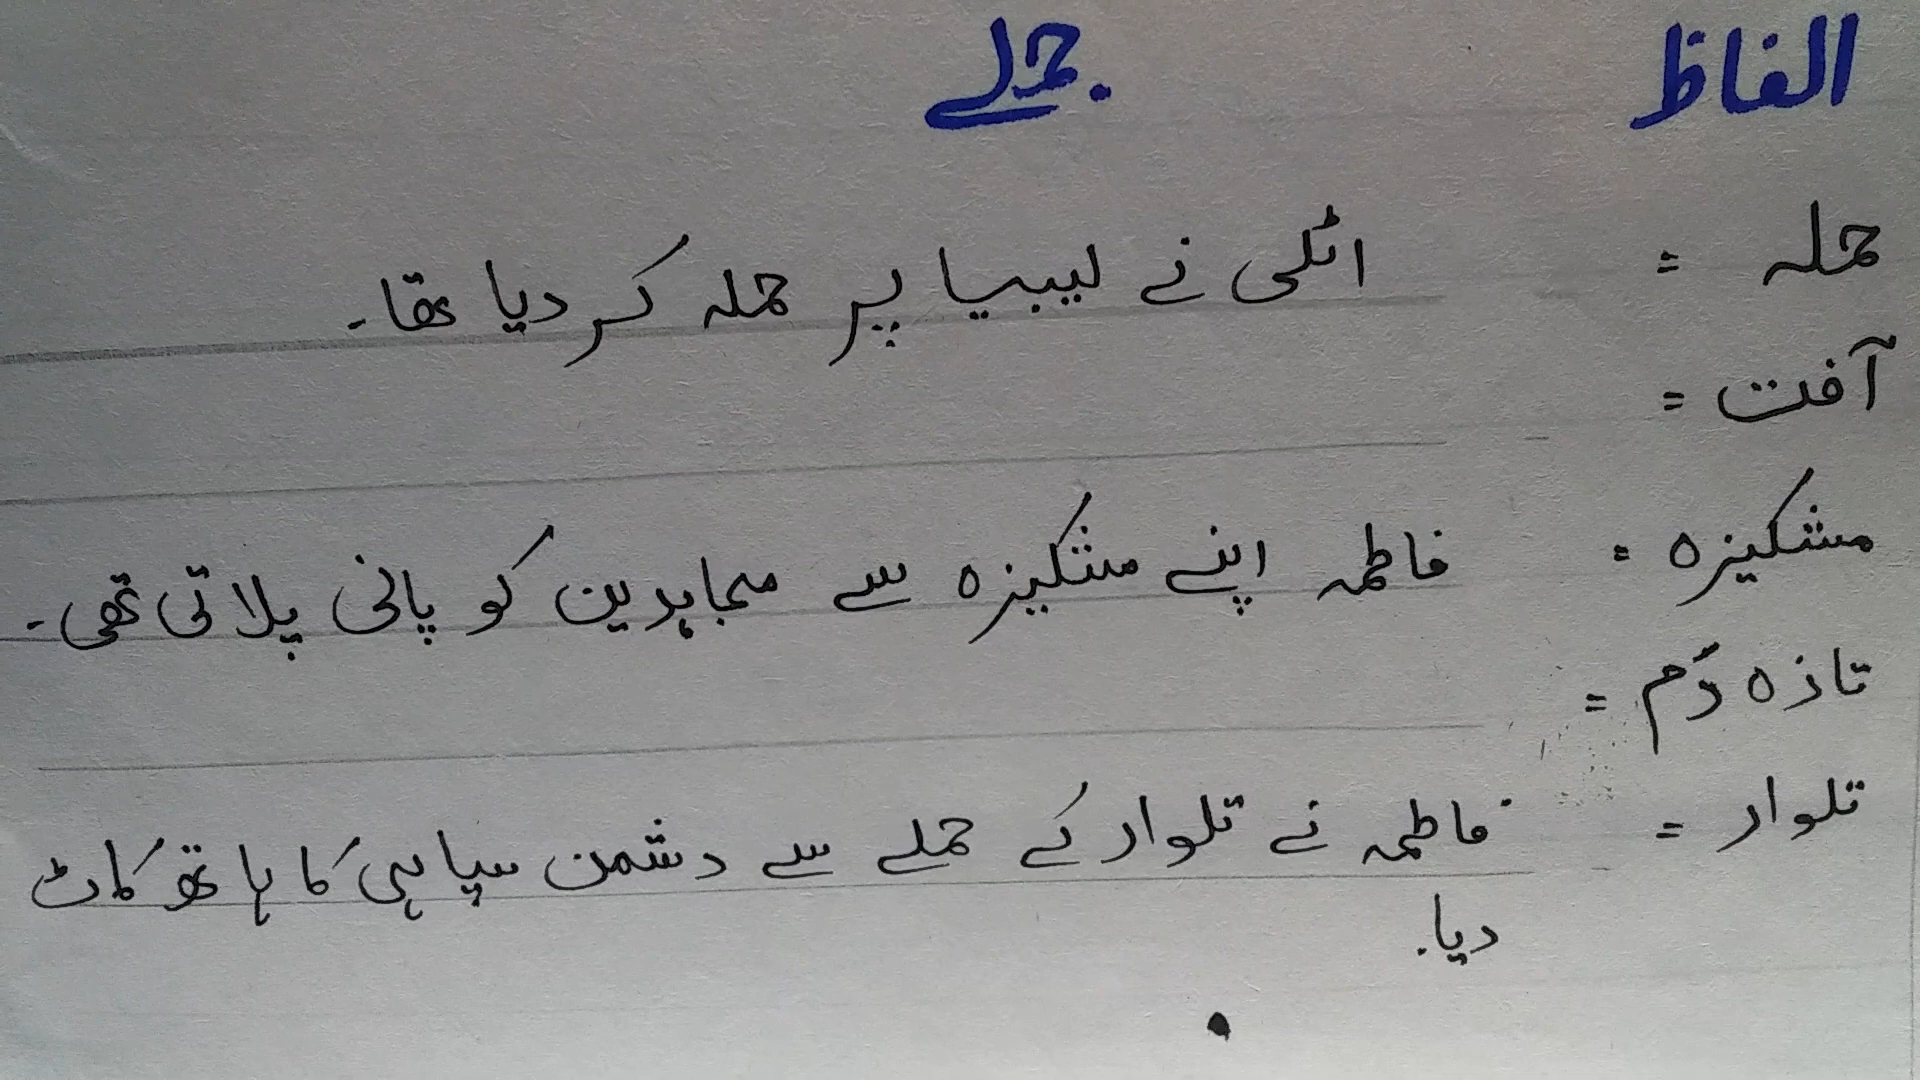 الفاظ جملے
حملہ = اٹلی نے لیبیا پر حملہ کر دیا تھا۔
آفت =
مشکیزہ = فاطمہ اپنے مشکیزہ سے مجاہدین کو پانی پلاتی تھی۔
تازہ دَم =
تلوار = فاطمہ نے تلوار کے حملے سے دشمن سپاہی کا ہاتھ کاٹ
دیا.